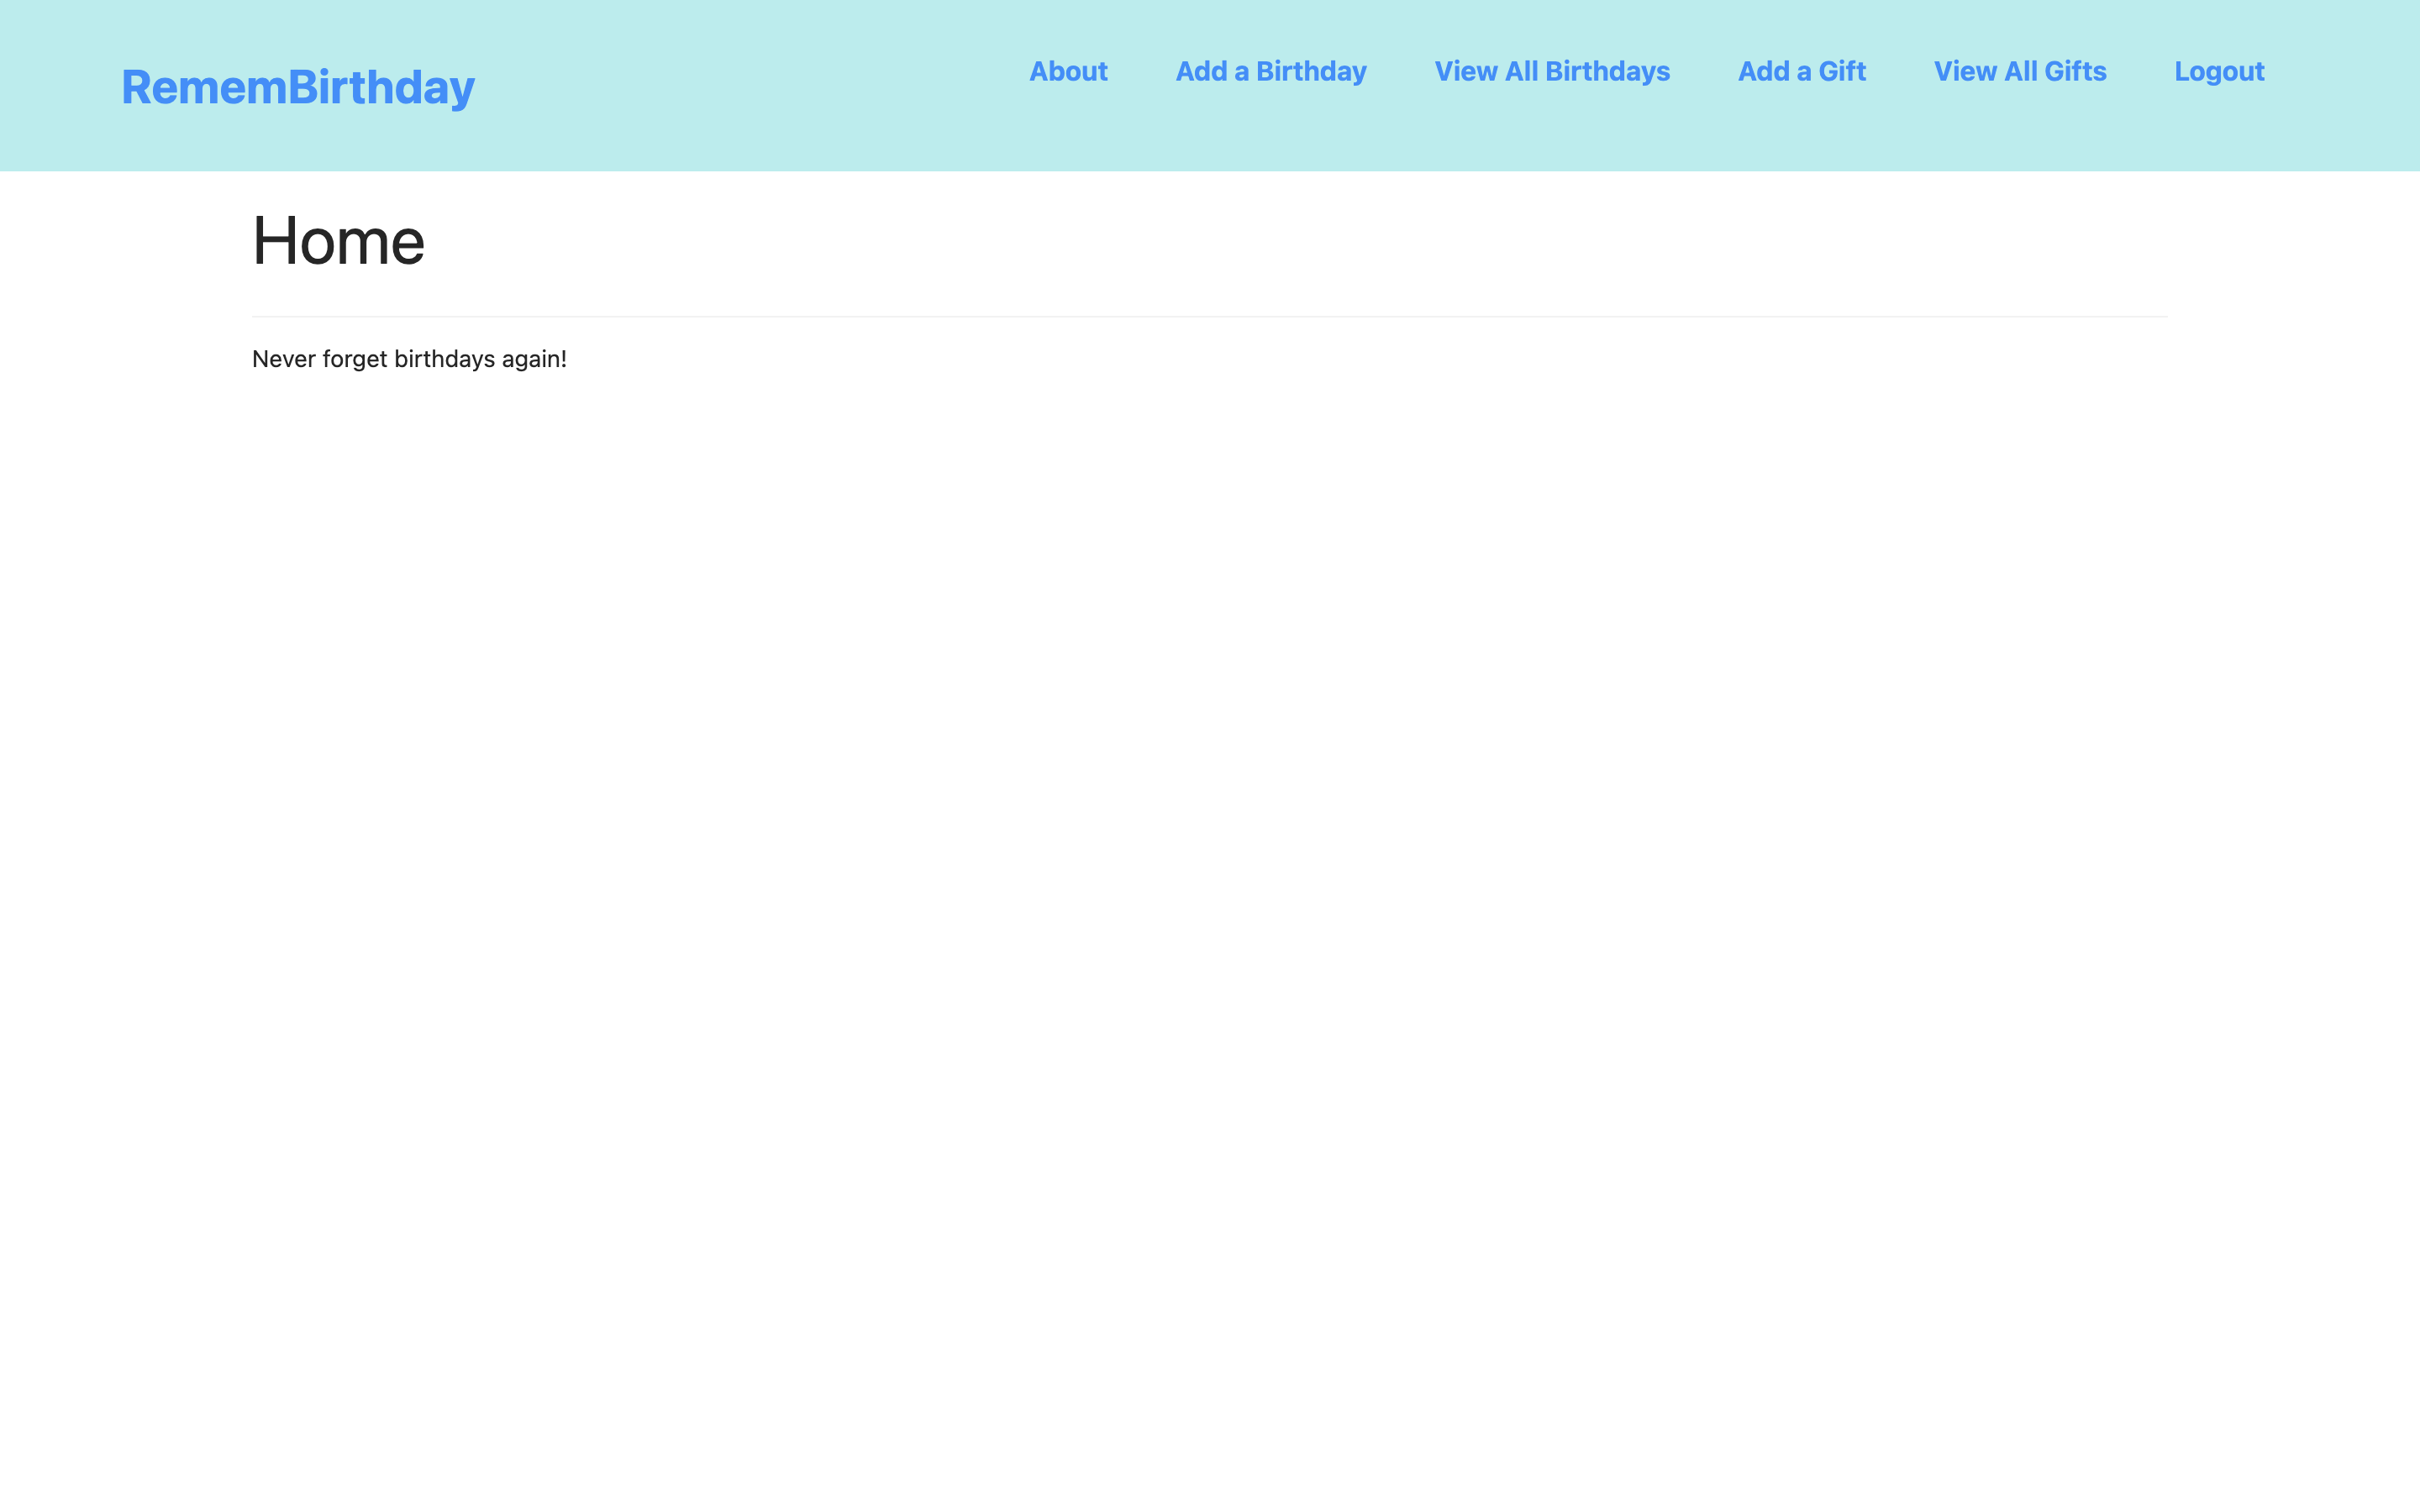 RememBirthday
About Add a Birthday View All Birthdays Add a Gift View All Gifts Logout
Home
Never forget birthdays again!